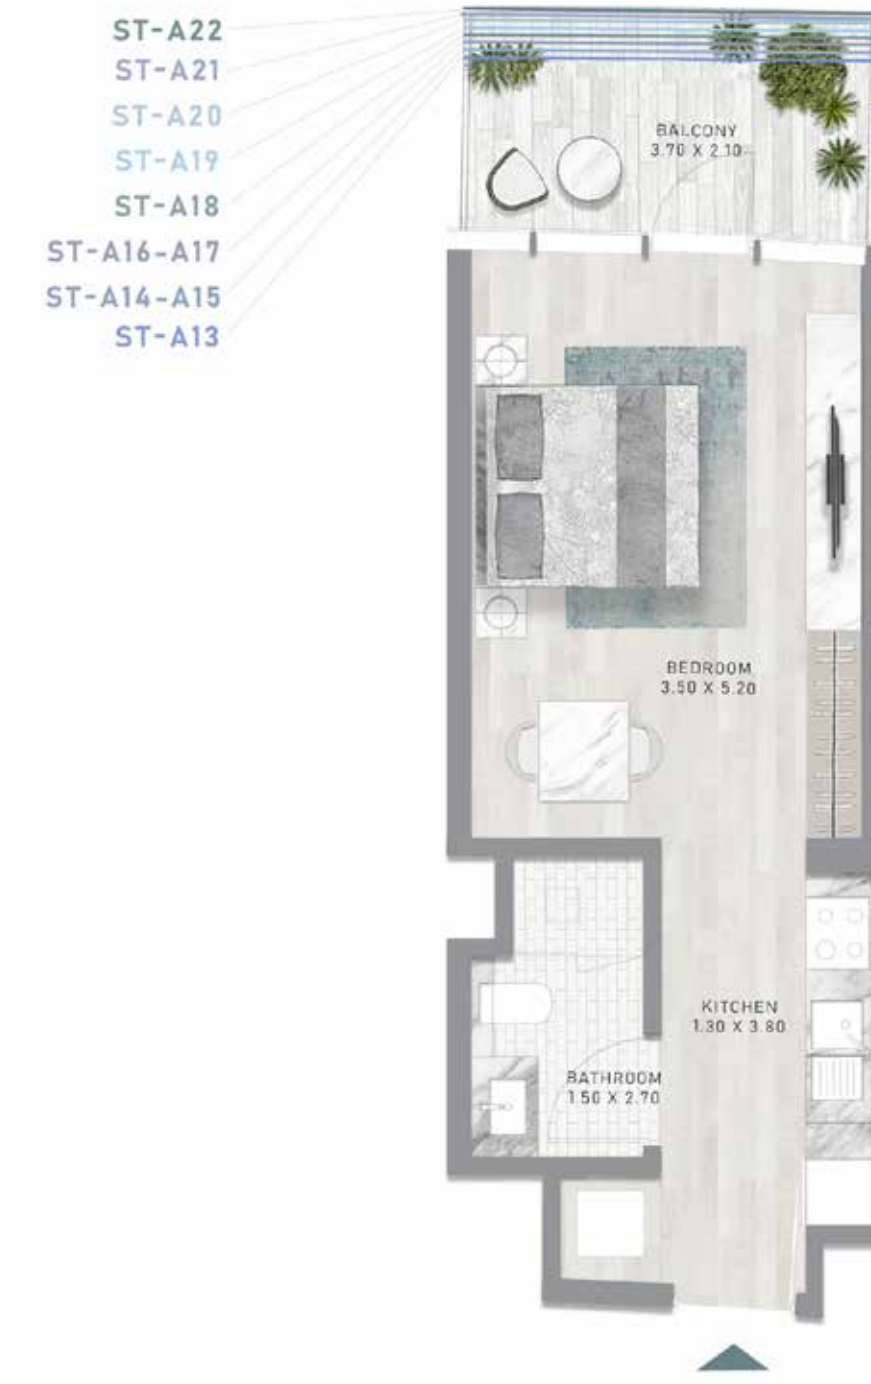 ST-A22
ST-A21
ST-A20
ST-A19
ST-A18
ST-A16-A17
ST-A14-A15
ST-A13
BALCONY
3.70 X 2.10
BEDROOM
3.50 X 5.20
KITCHEN
1.30 X 3.80
BATHROOM
1.50 X 2.70